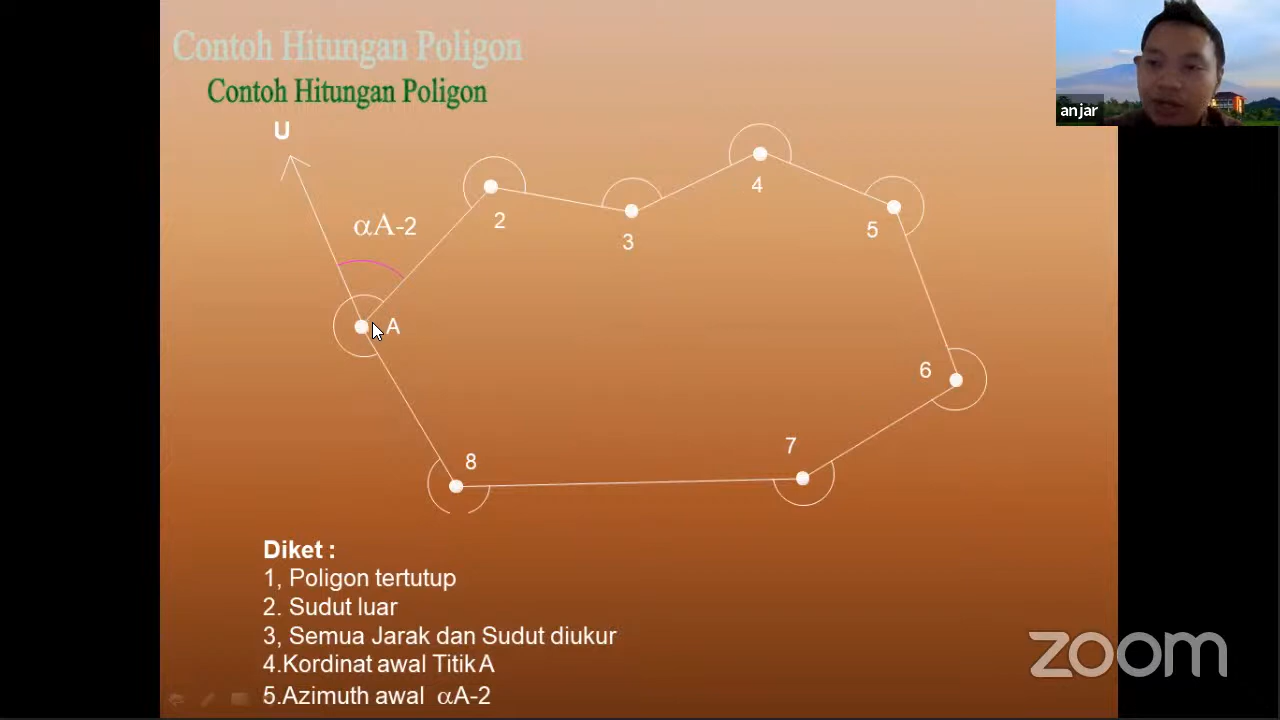 Contoh Hitungan Poligon
Contoh Hitungan Poligon
anjar
U
4
αA-2
2
3
5
A
6
7
8
Diket :
1, Poligon tertutup
2. Sudut luar
3, Semua Jarak dan Sudut diukur
4.Kordinat awal Titik A
5.Azimuth awal αA-2
zoom